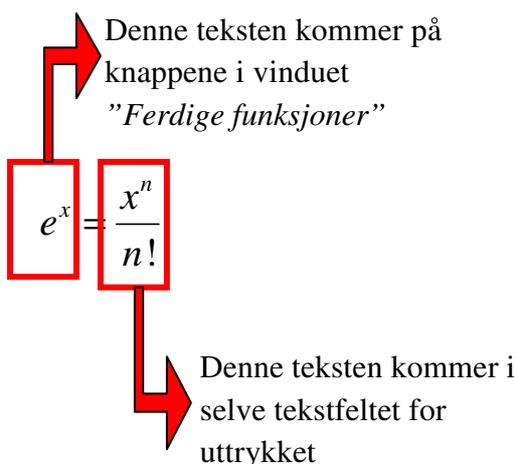 Denne teksten kommer på
knappene i vinduet
”Ferdige funksjoner”
e^x = x^n / n!
Denne teksten kommer i
selve tekstfeltet for
uttrykket